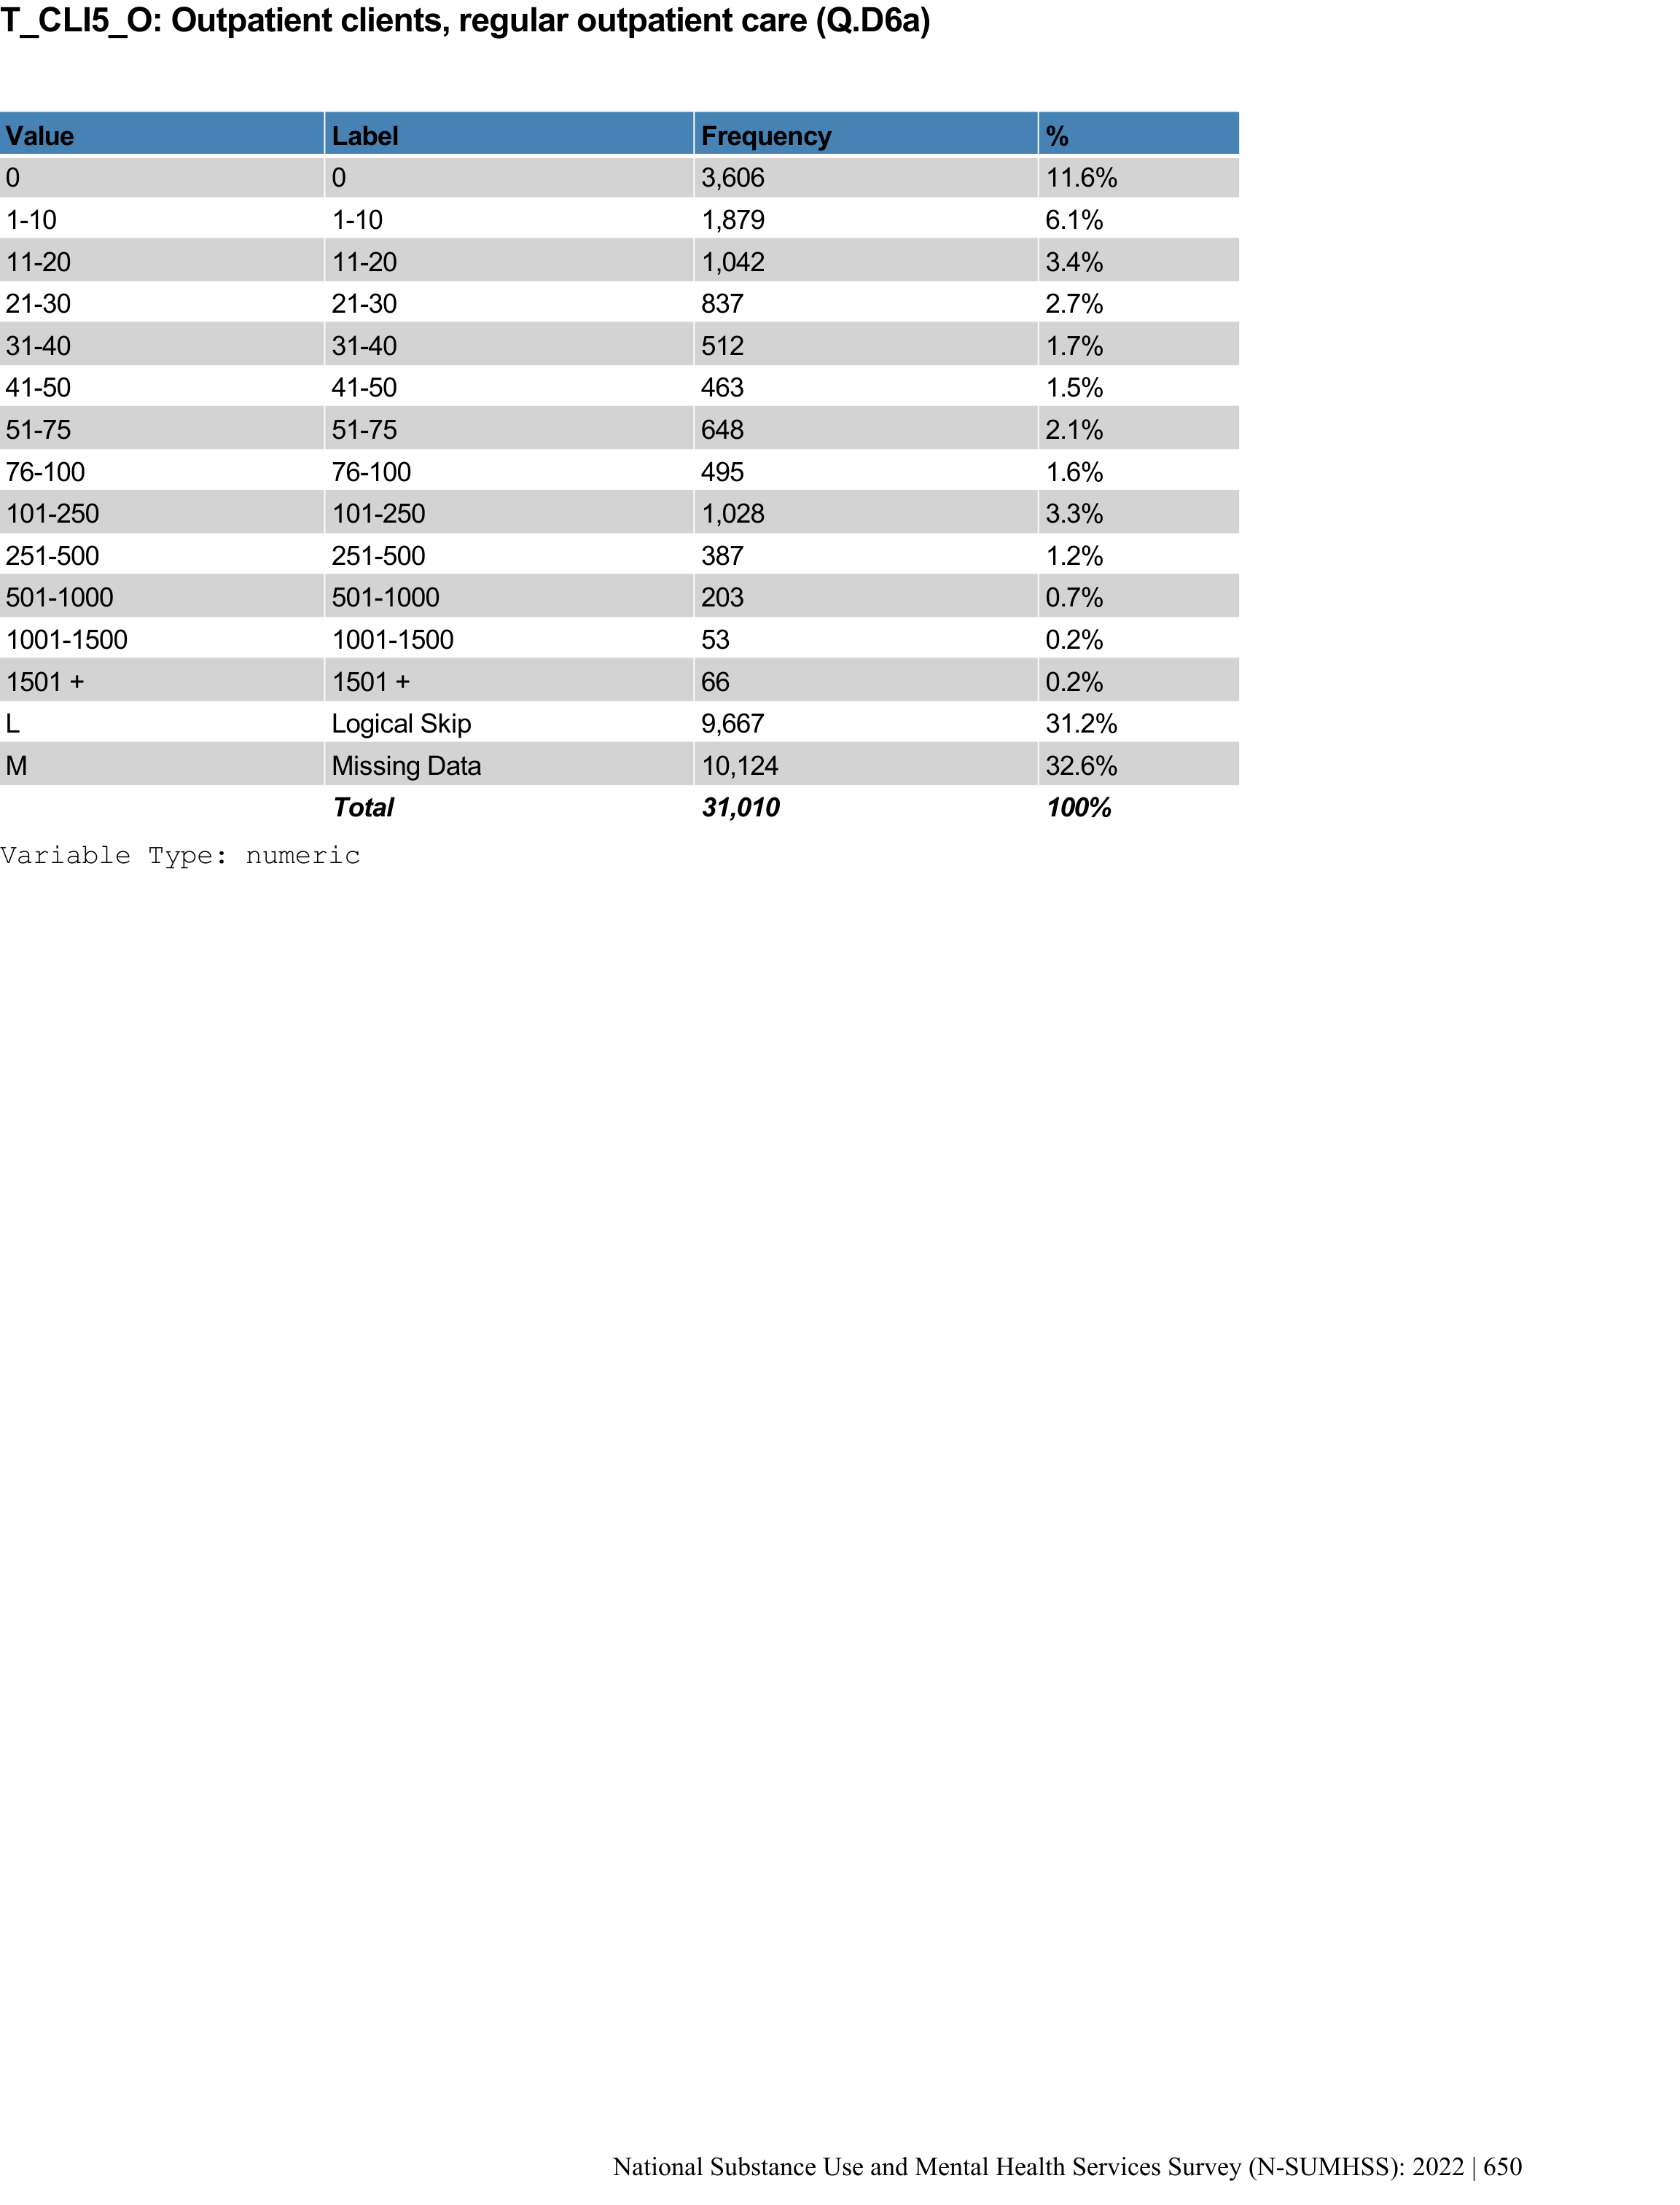 T_CLI5_O: Outpatient clients, regular outpatient care (Q.D6a)
Value Label Frequency %
0 0 3,606 11.6%
1-10 1-10 1,879 6.1%
11-20 11-20 1,042 3.4%
21-30 21-30 837 2.7%
31-40 31-40 512 1.7%
41-50 41-50 463 1.5%
51-75 51-75 648 2.1%
76-100 76-100 495 1.6%
101-250 101-250 1,028 3.3%
251-500 251-500 387 1.2%
501-1000 501-1000 203 0.7%
1001-1500 1001-1500 53 0.2%
1501 + 1501 + 66 0.2%
L Logical Skip 9,667 31.2%
M Missing Data 10,124 32.6%
Total 31,010 100%
Variable Type: numeric
National Substance Use and Mental Health Services Survey (N-SUMHSS): 2022 | 650